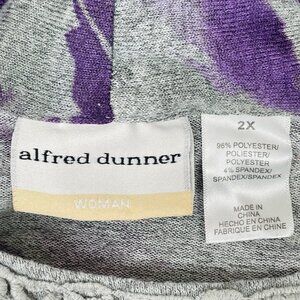 alfred dunner
WOMAN
2X
96% POLYESTER/
POLIESTER/
POLYESTER
4% SPANDEX/
SPANDEX/SPANDEX
MADE IN
CHINA
HECHO EN CHINA
FABRIQUE EN CHINE